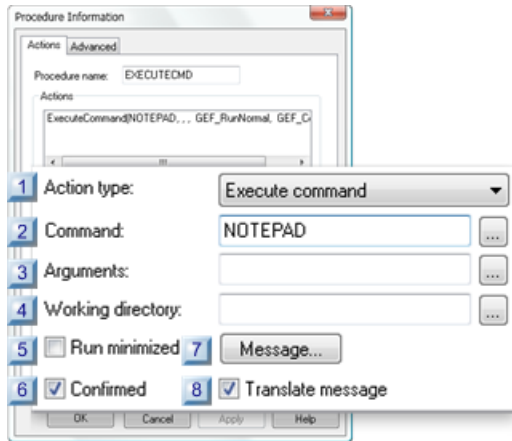 Procedure Information
Actions Advanced
Procedure name: EXECUTECMD
Actions
ExecuteCommand(NOTEPAD, , , GEF_RunNormal, GEF_C
1 Action type: Execute command
2 Command: NOTEPAD ...
3 Arguments: ...
4 Working directory: ...
5 Run minimized 7 Message...
6 Confirmed 8 Translate message
OK Cancel Apply Help